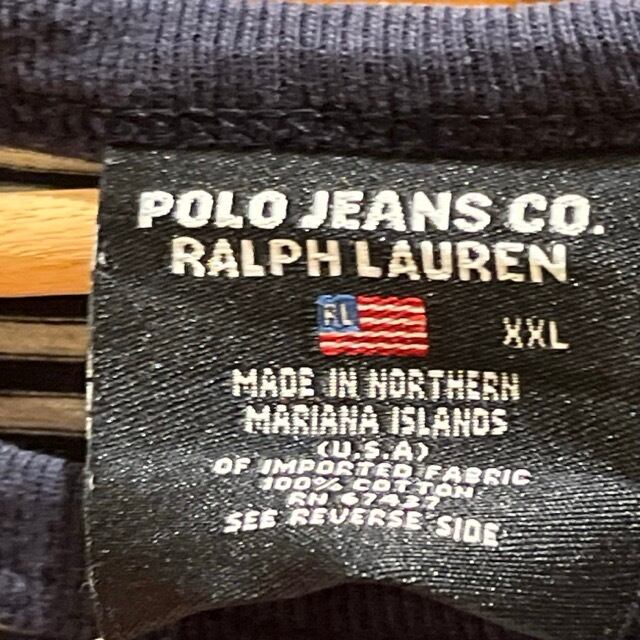 POLO JEANS CO.
RALPH LAUREN
RL
XXL
MADE IN NORTHERN
MARIANA ISLANDS
(U.S.A)
OF IMPORTED FABRIC
100% COTTON
RN 67437
SEE REVERSE SIDE